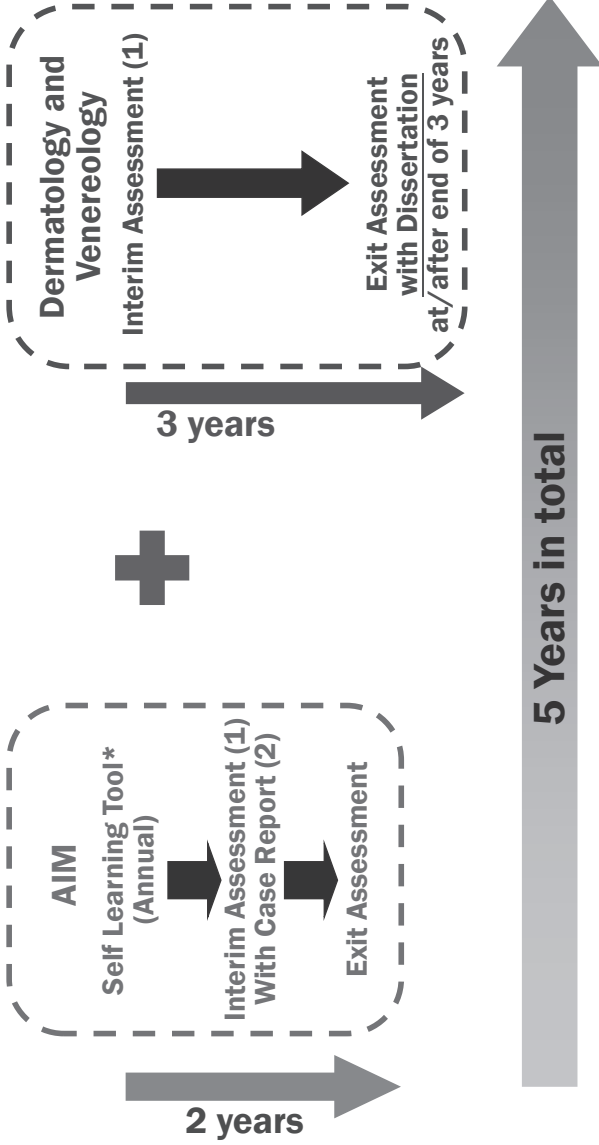 2 years
AIM
Self Learning Tool*
(Annual)
Interim Assessment (1)
With Case Report (2)
Exit Assessment
3 years
Dermatology and
Venereology
Interim Assessment (1)
Exit Assessment
with Dissertation
at/after end of 3 years
5 Years in total